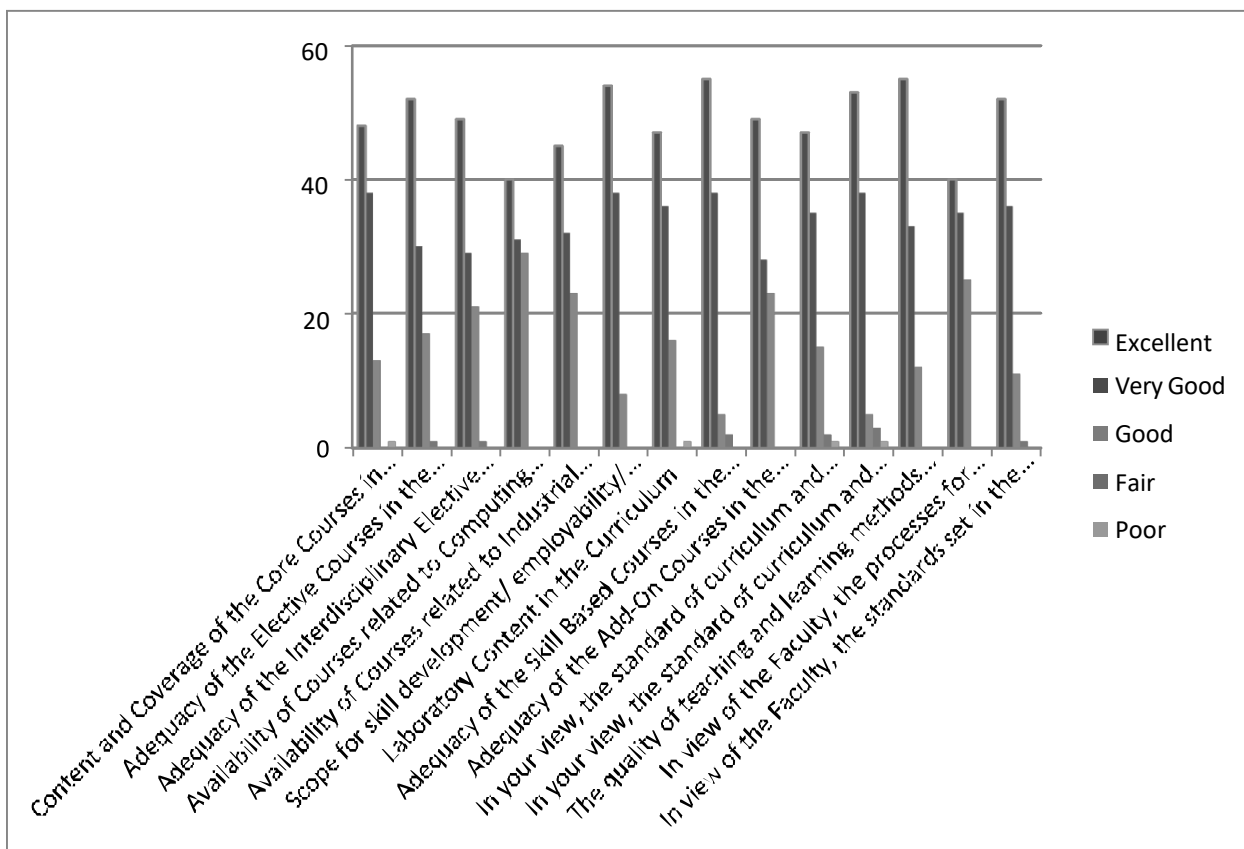 60
40
20
0
Excellent
Very Good
Good
Fair
Poor
Content and Coverage of the Core Courses in...
Adequacy of the Elective Courses in the...
Adequacy of the Interdisciplinary Elective...
Availability of Courses related to Computing...
Availability of Courses related to Industrial...
Scope for skill development/ employability/...
Laboratory Content in the Curriculum
Adequacy of the Skill Based Courses in the...
Adequacy of the Add-On Courses in the...
In your view, the standard of curriculum and...
In your view, the standard of curriculum and...
The quality of teaching and learning methods...
In view of the Faculty, the processes for...
In view of the Faculty, the standards set in the...